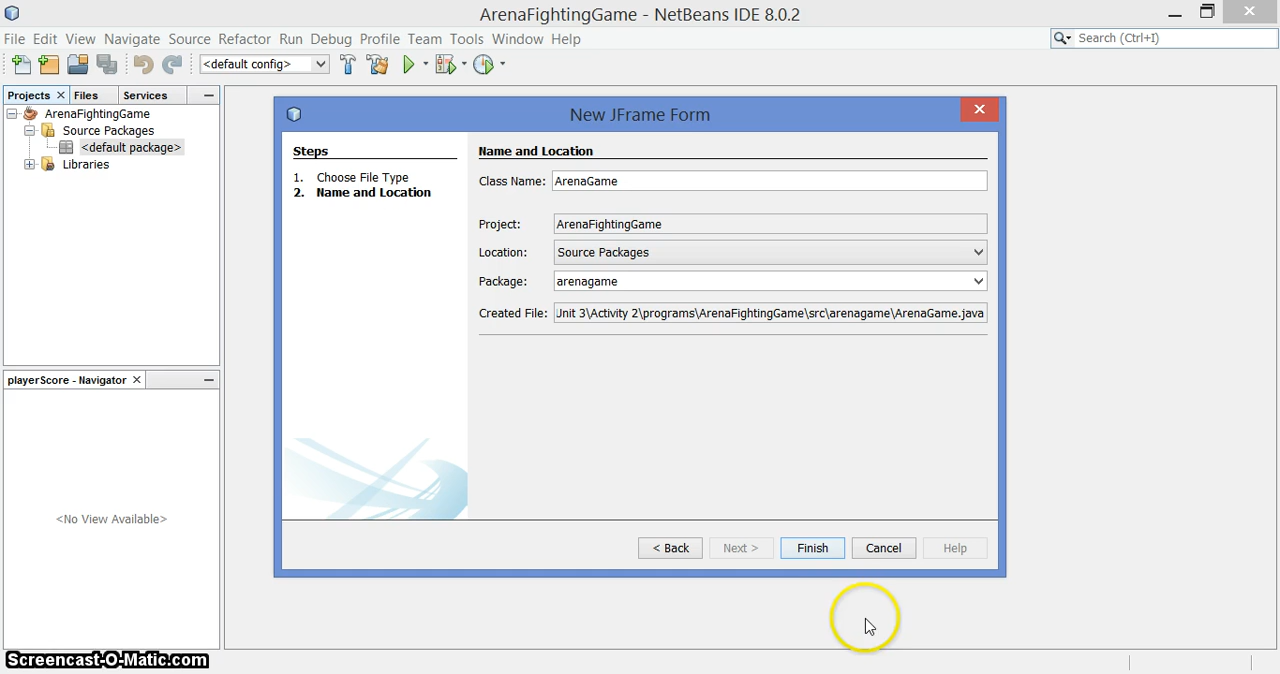 ArenaFightingGame - NetBeans IDE 8.0.2
File Edit View Navigate Source Refactor Run Debug Profile Team Tools Window Help
Search (Ctrl+I)
<default config>
Projects Files Services
ArenaFightingGame
Source Packages
<default package>
Libraries
playerScore - Navigator
<No View Available>
New JFrame Form
Steps
1. Choose File Type
2. Name and Location
Name and Location
Class Name: ArenaGame
Project: ArenaFightingGame
Location: Source Packages
Package: arenagame
Created File: Unit 3\Activity 2\programs\ArenaFightingGame\src\arenagame\ArenaGame.java
< Back Next > Finish Cancel Help
Screencast-O-Matic.com